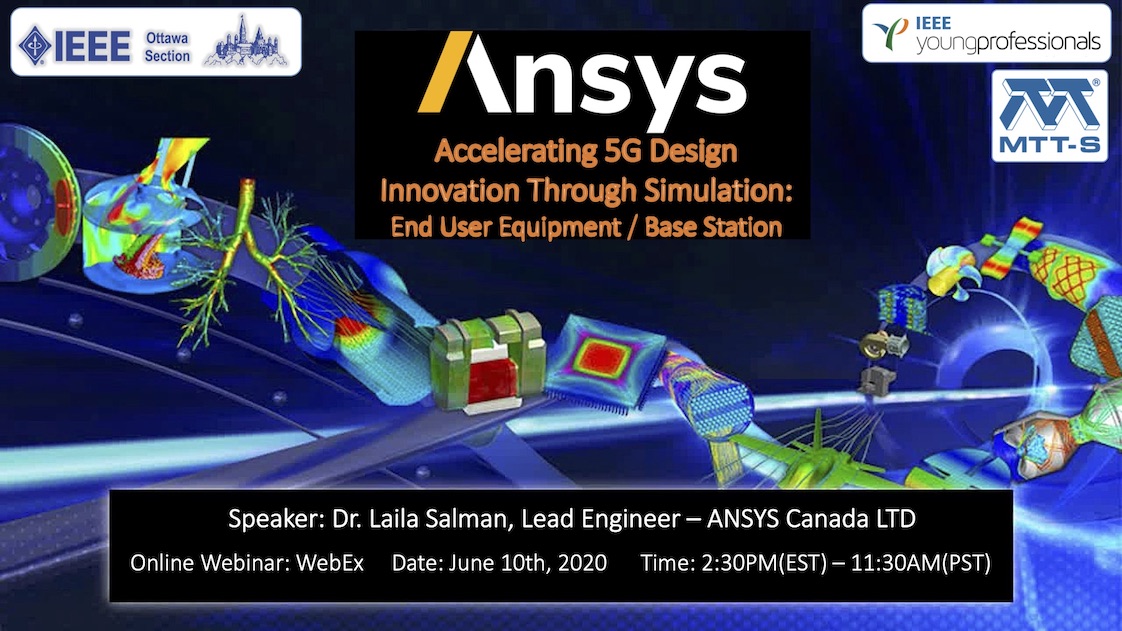 IEEE
Ottawa
Section
IEEE
youngprofessionals
MTT-S
®
Ansys
Accelerating 5G Design
Innovation Through Simulation:
End User Equipment / Base Station
Speaker: Dr. Laila Salman, Lead Engineer – ANSYS Canada LTD
Online Webinar: WebEx Date: June 10th, 2020 Time: 2:30PM(EST) – 11:30AM(PST)